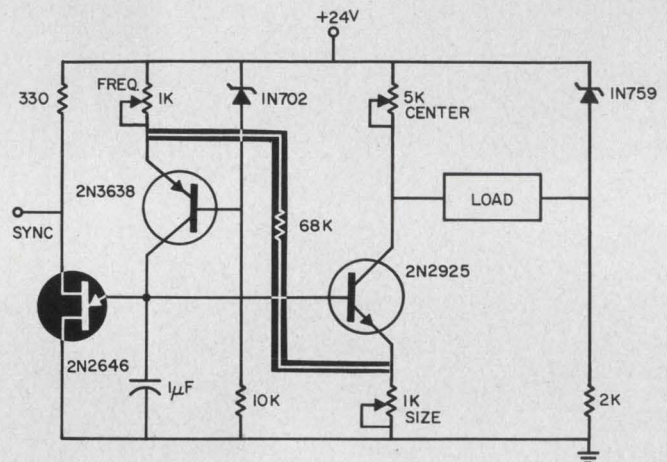 +24V
330
FREQ.
1K
IN702
5K
CENTER
IN759
2N3638
SYNC
68K
LOAD
2N2925
2N2646
1µF
10K
1K
SIZE
2K